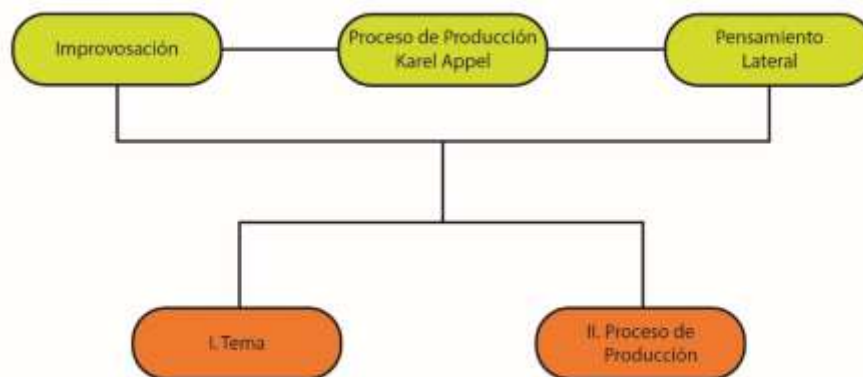 Improvosación
Proceso de Producción
Karel Appel
Pensamiento
Lateral
I. Tema
II. Proceso de
Producción